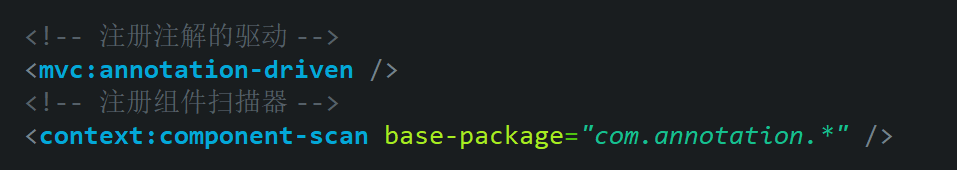 <!-- 注册注解的驱动 -->
<mvc:annotation-driven />
<!-- 注册组件扫描器 -->
<context:component-scan base-package="com.annotation.*" />